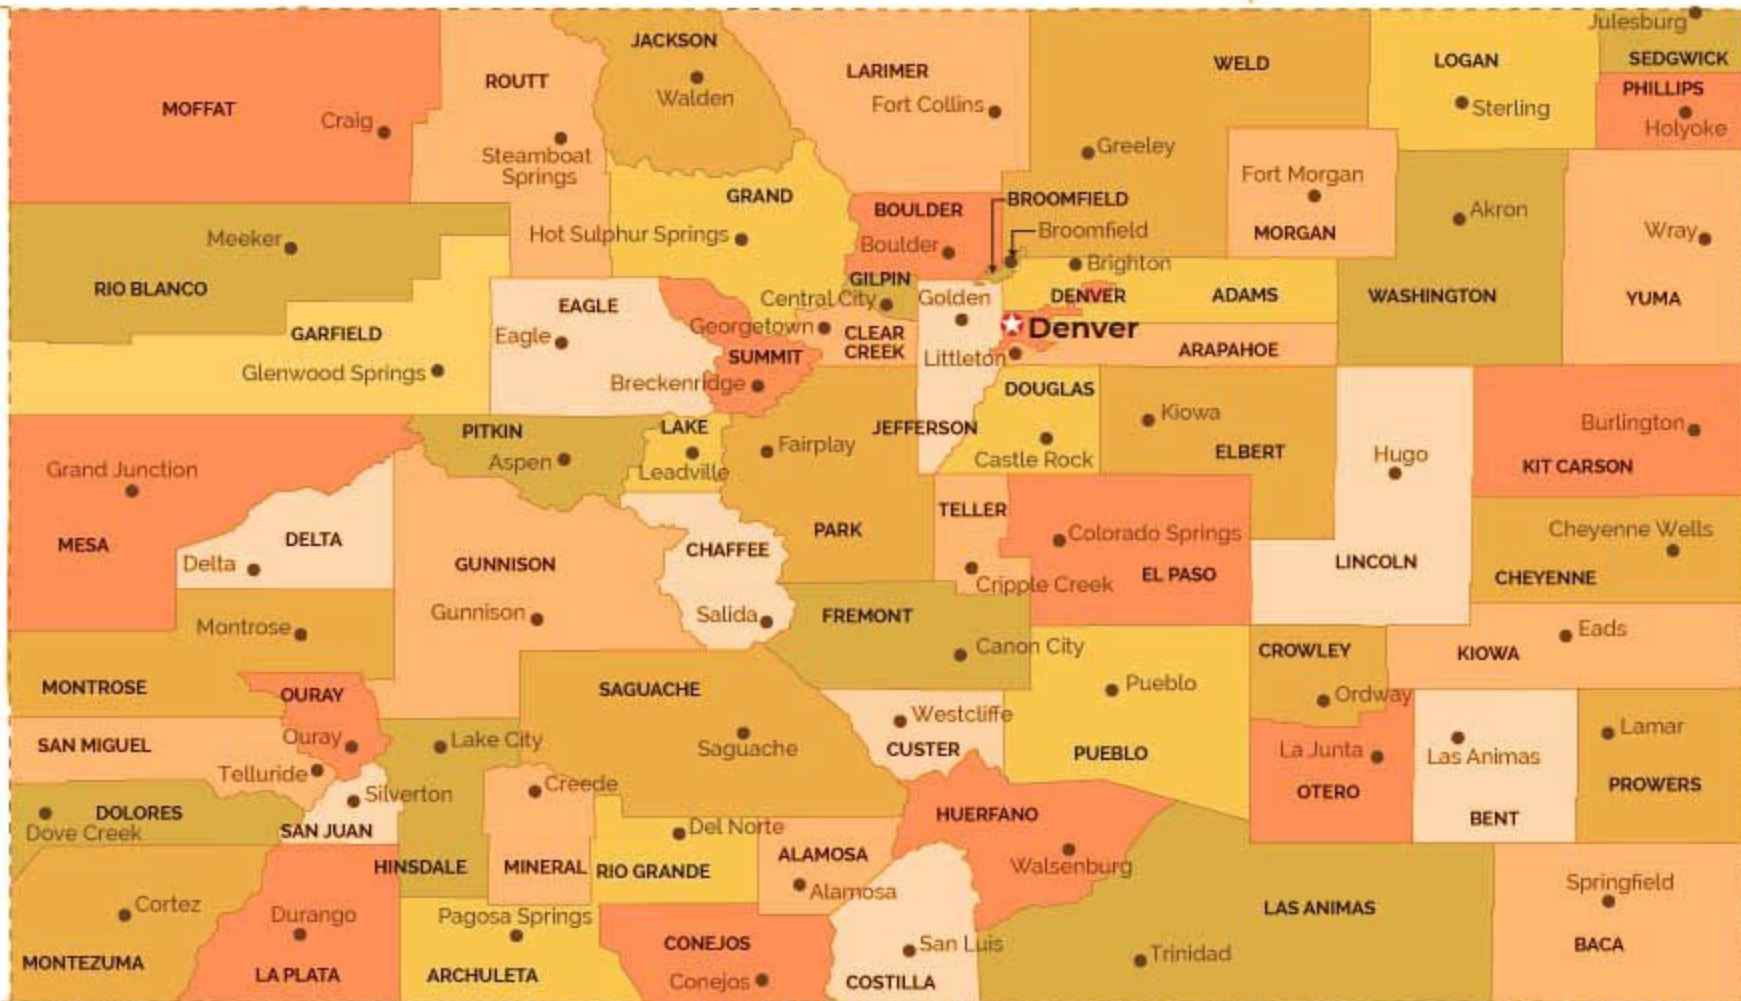 Julesburg
JACKSON
ROUTT
LARIMER
WELD
LOGAN
SEDGWICK
MOFFAT
Craig
Walden
Fort Collins
Sterling
PHILLIPS
Holyoke
Steamboat
Springs
Greeley
GRAND
Fort Morgan
BROOMFIELD
BOULDER
Akron
Meeker
Hot Sulphur Springs
Boulder
Broomfield
MORGAN
Wray
RIO BLANCO
GILPIN
Brighton
EAGLE
Central City
Golden
DENVER
ADAMS
WASHINGTON
YUMA
GARFIELD
Eagle
Georgetown
CLEAR
CREEK
Denver
SUMMIT
Littleton
ARAPAHOE
Glenwood Springs
Breckenridge
DOUGLAS
Kiowa
PITKIN
LAKE
Fairplay
JEFFERSON
Burlington
Grand Junction
Aspen
Leadville
Castle Rock
ELBERT
Hugo
KIT CARSON
MESA
DELTA
PARK
TELLER
Colorado Springs
Cheyenne Wells
Delta
GUNNISON
CHAFFEE
Cripple Creek
EL PASO
LINCOLN
CHEYENNE
Montrose
Gunnison
Salida
FREMONT
Canon City
CROWLEY
KIOWA
Eads
MONTROSE
OURAY
SAGUACHE
Pueblo
Ordway
SAN MIGUEL
Ouray
Lake City
Saguache
Westcliffe
CUSTER
PUEBLO
La Junta
Las Animas
Lamar
Telluride
Silverton
Creede
OTERO
BENT
PROWERS
DOLORES
Dove Creek
SAN JUAN
Del Norte
HUERFANO
HINSDALE
MINERAL
RIO GRANDE
ALAMOSA
Alamosa
Walsenburg
Cortez
Durango
Pagosa Springs
LAS ANIMAS
Springfield
MONTEZUMA
LA PLATA
ARCHULETA
CONEJOS
Conejos
San Luis
COSTILLA
Trinidad
BACA